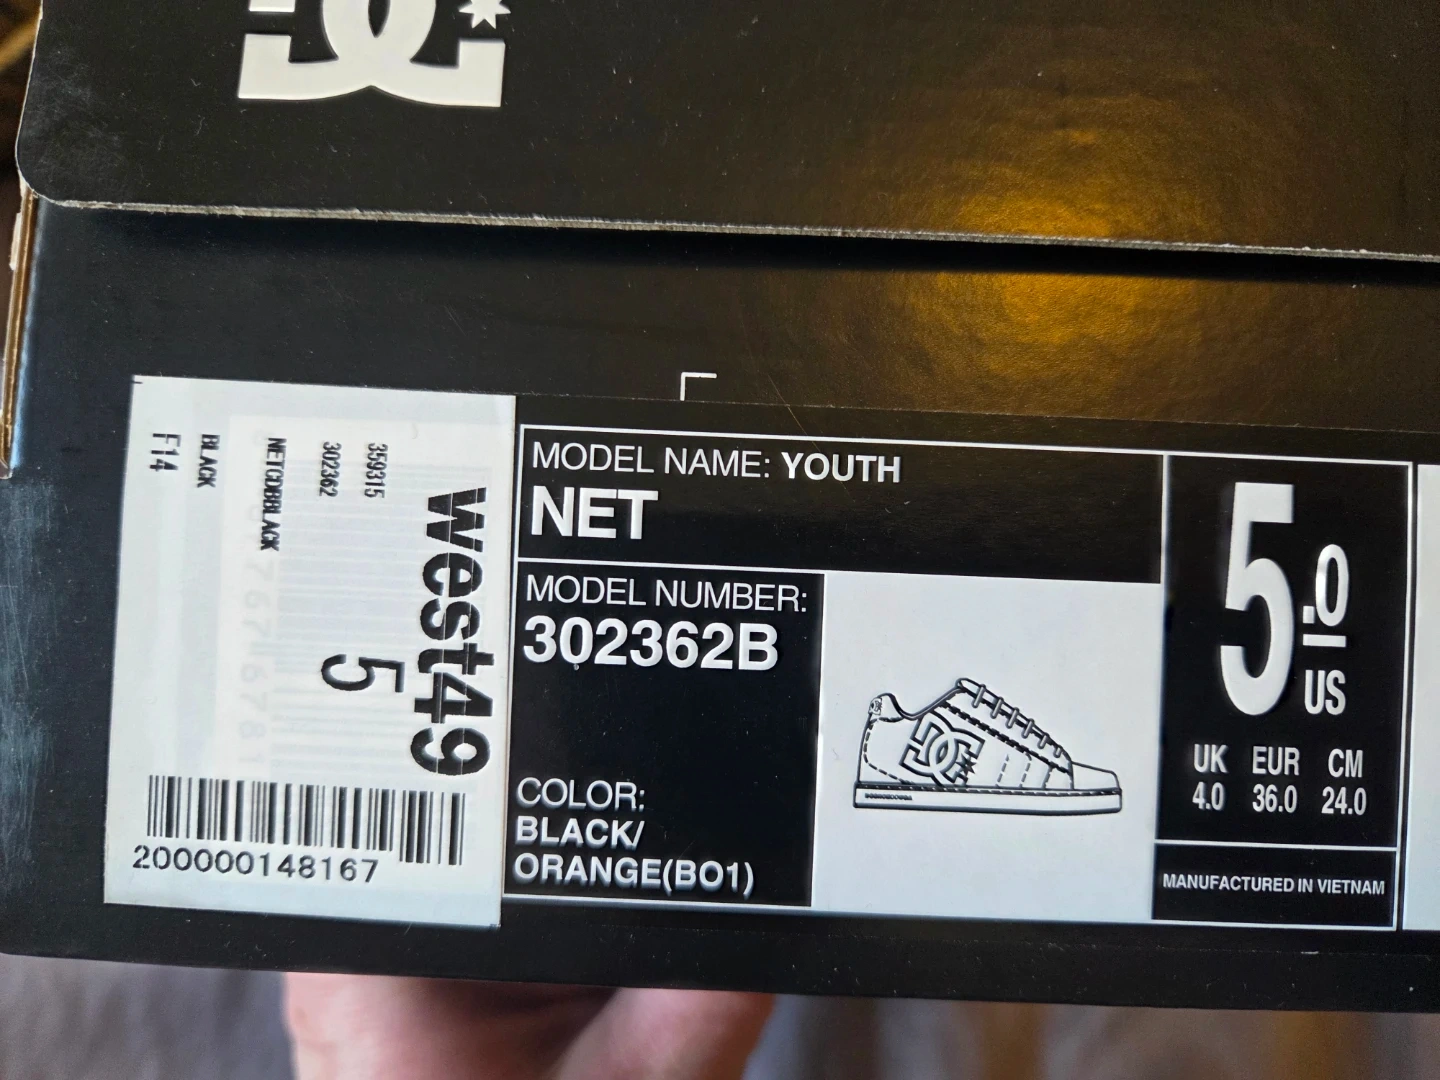 DC
F14
BLACK
NETCOBBLACK
302362
359315
west49
5
200000148167
MODEL NAME: YOUTH
NET
MODEL NUMBER:
302362B
COLOR:
BLACK/
ORANGE(BO1)
5.0
US
UK EUR CM
4.0 36.0 24.0
MANUFACTURED IN VIETNAM